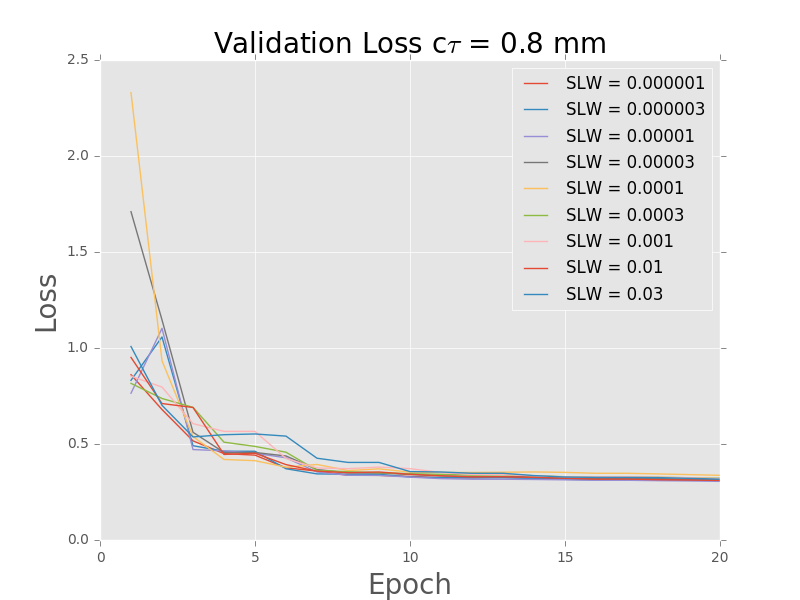 Validation Loss cτ = 0.8 mm
2.5
2.0
1.5
1.0
0.5
0.0
Loss
SLW = 0.000001
SLW = 0.000003
SLW = 0.00001
SLW = 0.00003
SLW = 0.0001
SLW = 0.0003
SLW = 0.001
SLW = 0.01
SLW = 0.03
0 5 10 15 20
Epoch